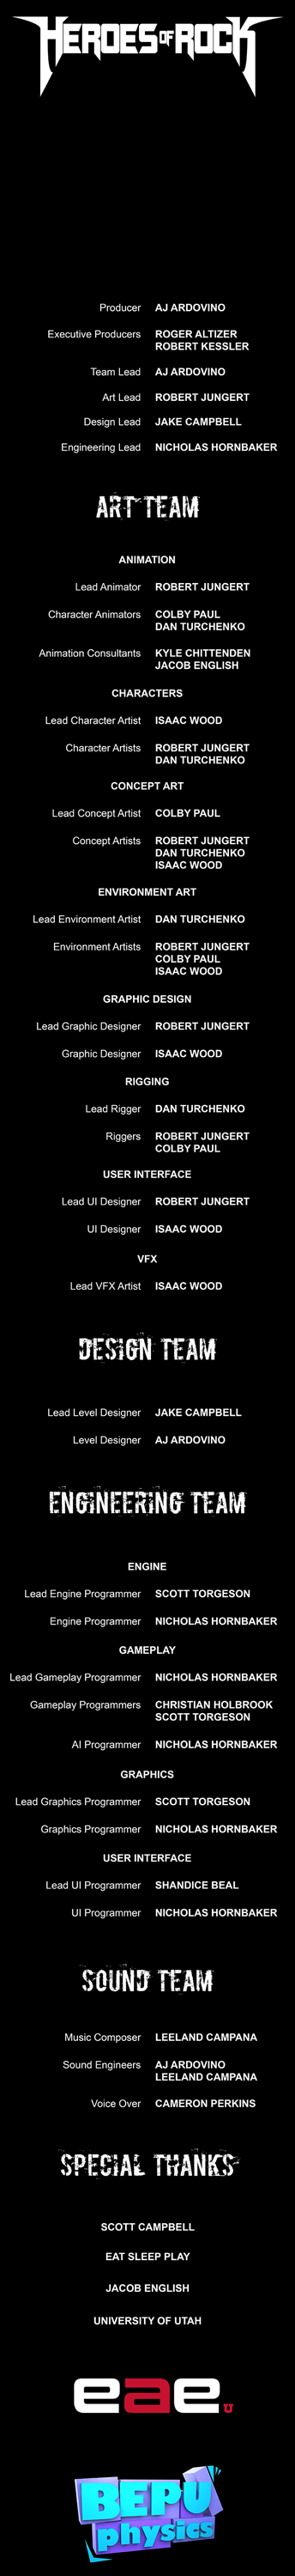 HEROES OF ROCK
Producer AJ ARDOVINO
Executive Producers ROGER ALTIZER
ROBERT KESSLER
Team Lead AJ ARDOVINO
Art Lead ROBERT JUNGERT
Design Lead JAKE CAMPBELL
Engineering Lead NICHOLAS HORNBAKER
ART TEAM
ANIMATION
Lead Animator ROBERT JUNGERT
Character Animators COLBY PAUL
DAN TURCHENKO
Animation Consultants KYLE CHITTENDEN
JACOB ENGLISH
CHARACTERS
Lead Character Artist ISAAC WOOD
Character Artists ROBERT JUNGERT
DAN TURCHENKO
CONCEPT ART
Lead Concept Artist COLBY PAUL
Concept Artists ROBERT JUNGERT
DAN TURCHENKO
ISAAC WOOD
ENVIRONMENT ART
Lead Environment Artist DAN TURCHENKO
Environment Artists ROBERT JUNGERT
COLBY PAUL
ISAAC WOOD
GRAPHIC DESIGN
Lead Graphic Designer ROBERT JUNGERT
Graphic Designer ISAAC WOOD
RIGGING
Lead Rigger DAN TURCHENKO
Riggers ROBERT JUNGERT
COLBY PAUL
USER INTERFACE
Lead UI Designer ROBERT JUNGERT
UI Designer ISAAC WOOD
VFX
Lead VFX Artist ISAAC WOOD
DESIGN TEAM
Lead Level Designer JAKE CAMPBELL
Level Designer AJ ARDOVINO
ENGINEERING TEAM
ENGINE
Lead Engine Programmer SCOTT TORGESON
Engine Programmer NICHOLAS HORNBAKER
GAMEPLAY
Lead Gameplay Programmer NICHOLAS HORNBAKER
Gameplay Programmers CHRISTIAN HOLBROOK
SCOTT TORGESON
AI Programmer NICHOLAS HORNBAKER
GRAPHICS
Lead Graphics Programmer SCOTT TORGESON
Graphics Programmer NICHOLAS HORNBAKER
USER INTERFACE
Lead UI Programmer SHANDICE BEAL
UI Programmer NICHOLAS HORNBAKER
SOUND TEAM
Music Composer LEELAND CAMPANA
Sound Engineers AJ ARDOVINO
LEELAND CAMPANA
Voice Over CAMERON PERKINS
SPECIAL THANKS
SCOTT CAMPBELL
EAT SLEEP PLAY
JACOB ENGLISH
UNIVERSITY OF UTAH
eae U
BEPU
physics